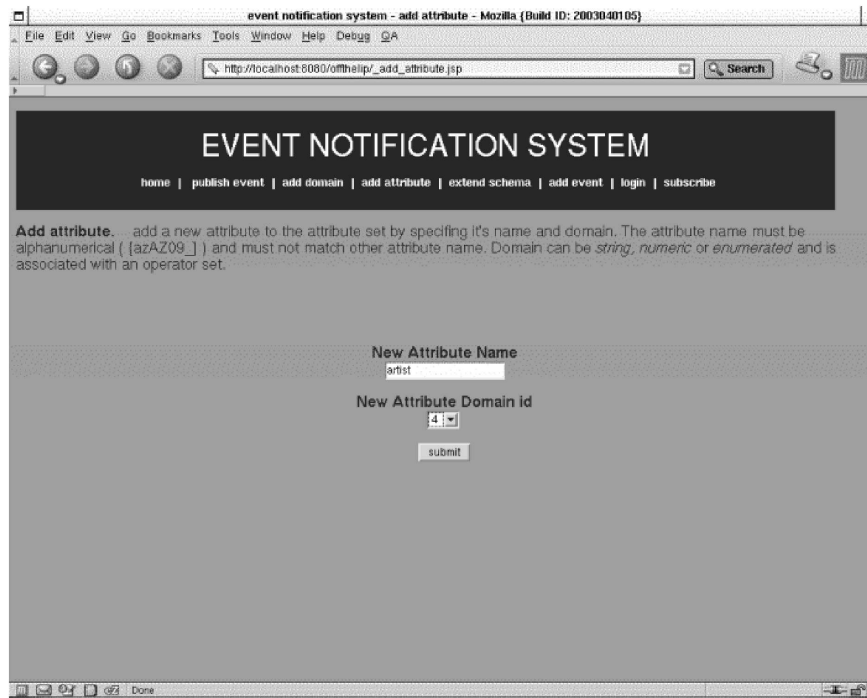 event notification system - add attribute - Mozilla {Build ID: 2003040105}
File Edit View Go Bookmarks Tools Window Help Debug QA
http://localhost:8080/offthelip/_add_attribute.jsp Search
EVENT NOTIFICATION SYSTEM
home | publish event | add domain | add attribute | extend schema | add event | login | subscribe
Add attribute. add a new attribute to the attribute set by specifing it's name and domain. The attribute name must be
alphanumerical ( [azAZ09_] ) and must not match other attribute name. Domain can be string, numeric or enumerated and is
associated with an operator set.
New Attribute Name
artist
New Attribute Domain id
4
submit
Done